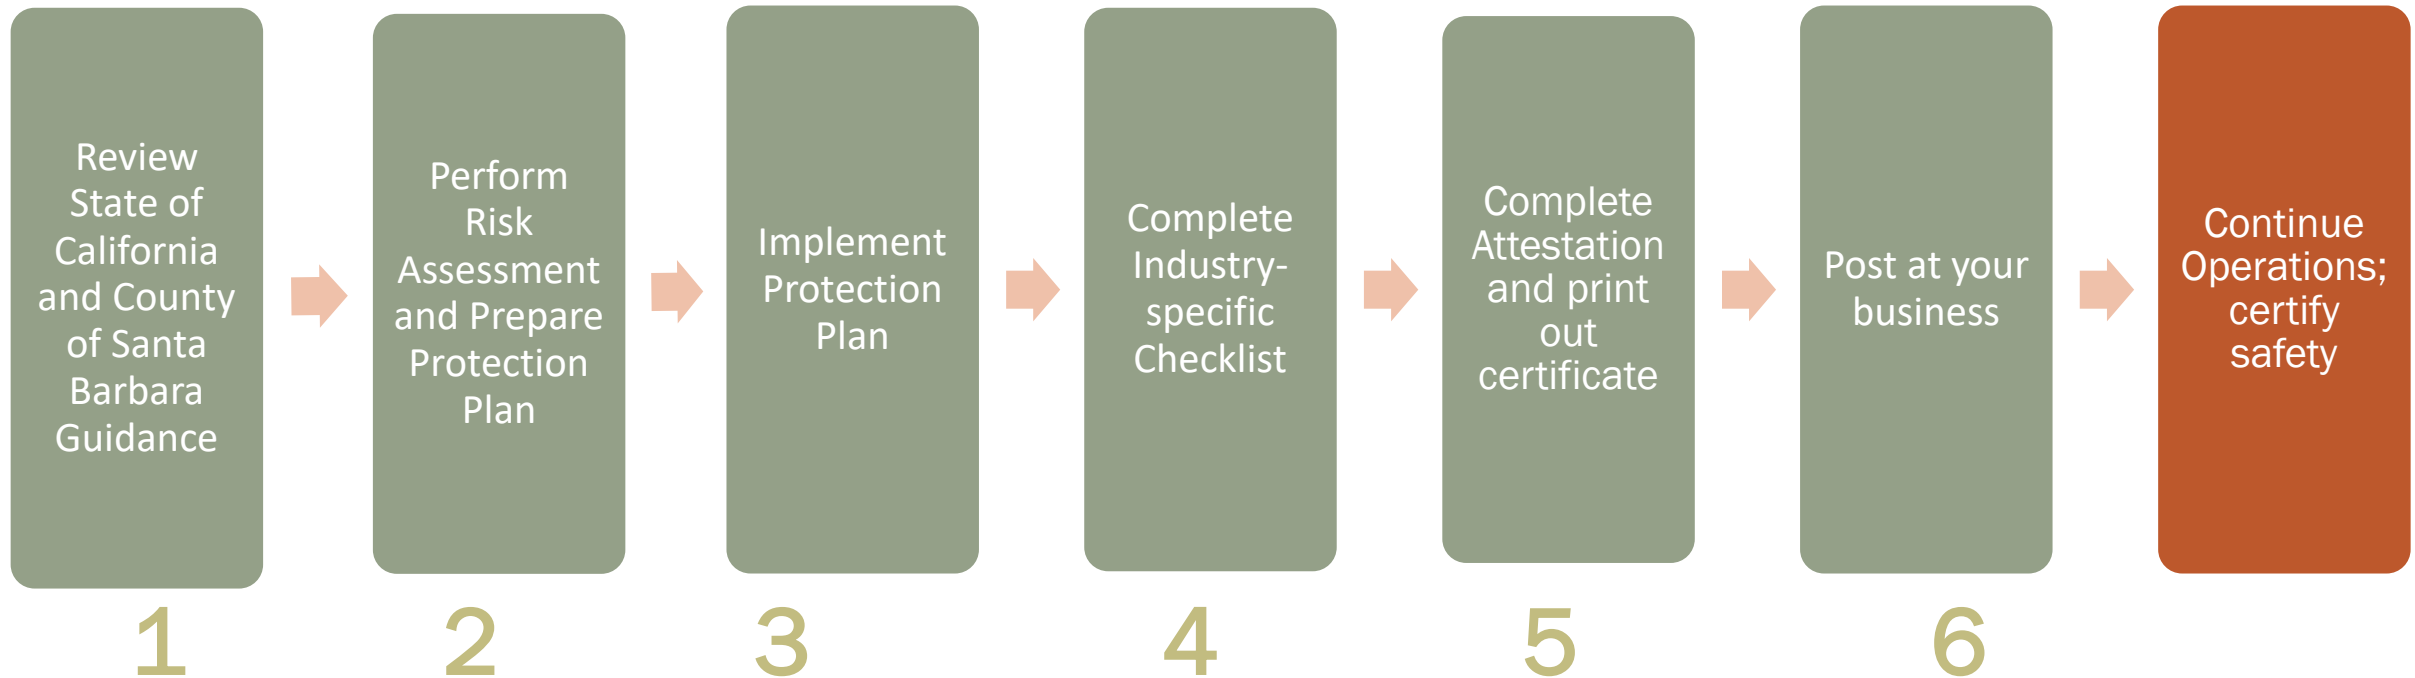 Review
State of
California
and County
of Santa
Barbara
Guidance
Perform
Risk
Assessment
and Prepare
Protection
Plan
Implement
Protection
Plan
Complete
Industry-
specific
Checklist
Complete
Attestation
and print
out
certificate
Post at your
business
Continue
Operations;
certify
safety
1
2
3
4
5
6